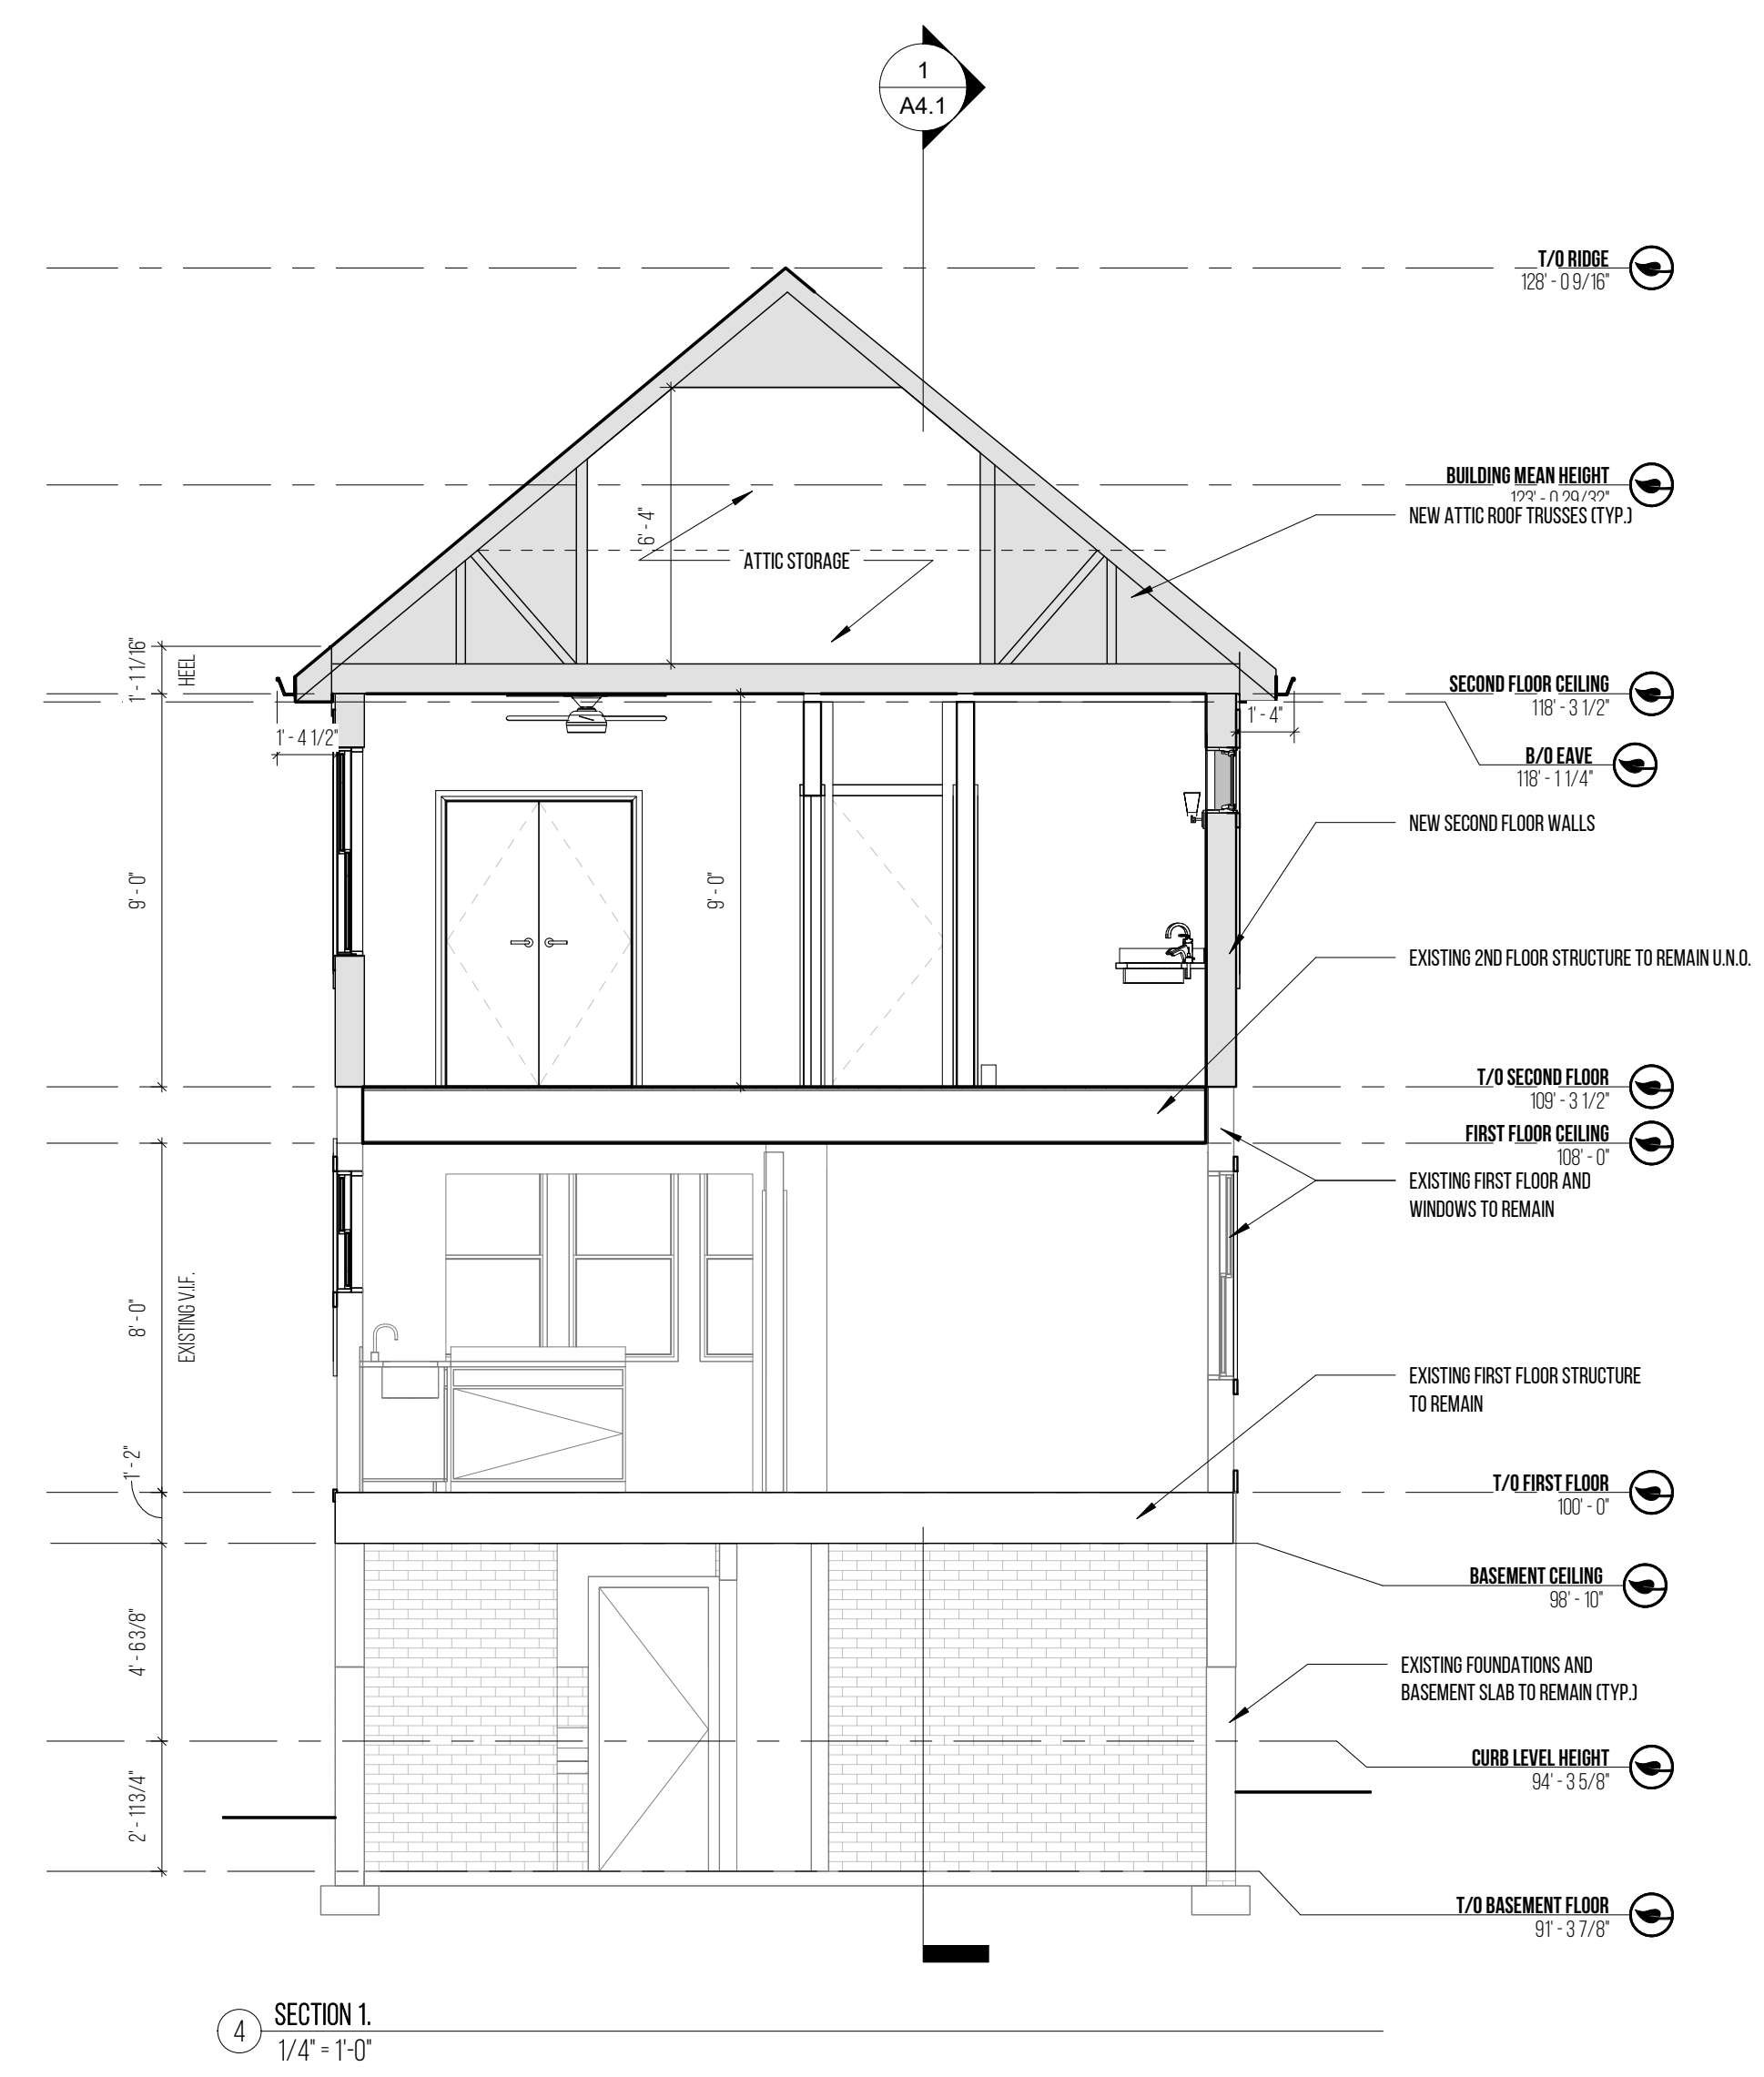 1
A4.1
T/O RIDGE
128' - 0 9/16"
BUILDING MEAN HEIGHT
123' - 0 29/32"
NEW ATTIC ROOF TRUSSES (TYP.)
6' - 4"
ATTIC STORAGE
1' - 1 1/16"
HEEL
SECOND FLOOR CEILING
118' - 3 1/2"
1' - 4 1/2"
1' - 4"
B/O EAVE
118' - 1 1/4"
NEW SECOND FLOOR WALLS
9' - 0"
9' - 0"
EXISTING 2ND FLOOR STRUCTURE TO REMAIN U.N.O.
T/O SECOND FLOOR
109' - 3 1/2"
FIRST FLOOR CEILING
108' - 0"
EXISTING FIRST FLOOR AND
WINDOWS TO REMAIN
8' - 0"
EXISTING V.I.F.
EXISTING FIRST FLOOR STRUCTURE
TO REMAIN
1' - 2"
T/O FIRST FLOOR
100' - 0"
BASEMENT CEILING
98' - 10"
4' - 6 3/8"
EXISTING FOUNDATIONS AND
BASEMENT SLAB TO REMAIN (TYP.)
CURB LEVEL HEIGHT
94' - 3 5/8"
2' - 11 3/4"
T/O BASEMENT FLOOR
91' - 3 7/8"
4
SECTION 1.
1/4" = 1'-0"